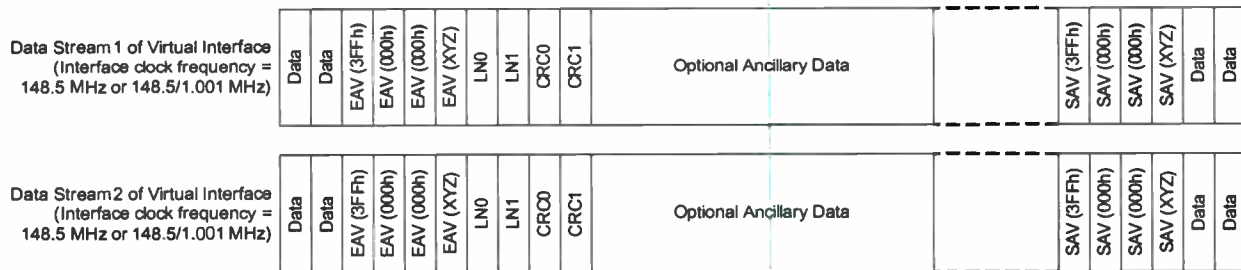 Data Stream 1 of Virtual Interface
(Interface clock frequency =
148.5 MHz or 148.5/1.001 MHz)
Data
Data
EAV (3FFh)
EAV (000h)
EAV (000h)
EAV (XYZ)
LN0
LN1
CRC0
CRC1
Optional Ancillary Data
SAV (3FFh)
SAV (000h)
SAV (000h)
SAV (XYZ)
Data
Data
Data Stream 2 of Virtual Interface
(Interface clock frequency =
148.5 MHz or 148.5/1.001 MHz)
Data
Data
EAV (3FFh)
EAV (000h)
EAV (000h)
EAV (XYZ)
LN0
LN1
CRC0
CRC1
Optional Ancillary Data
SAV (3FFh)
SAV (000h)
SAV (000h)
SAV (XYZ)
Data
Data